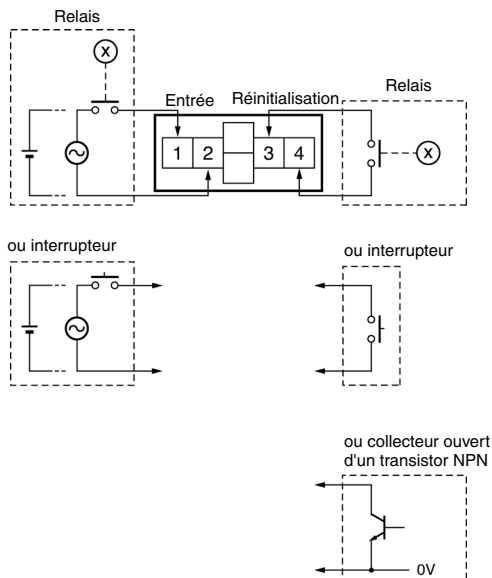 Relais
X
Entrée
Réinitialisation
Relais
1 2 3 4
X
ou interrupteur
ou interrupteur
ou collecteur ouvert
d'un transistor NPN
0V